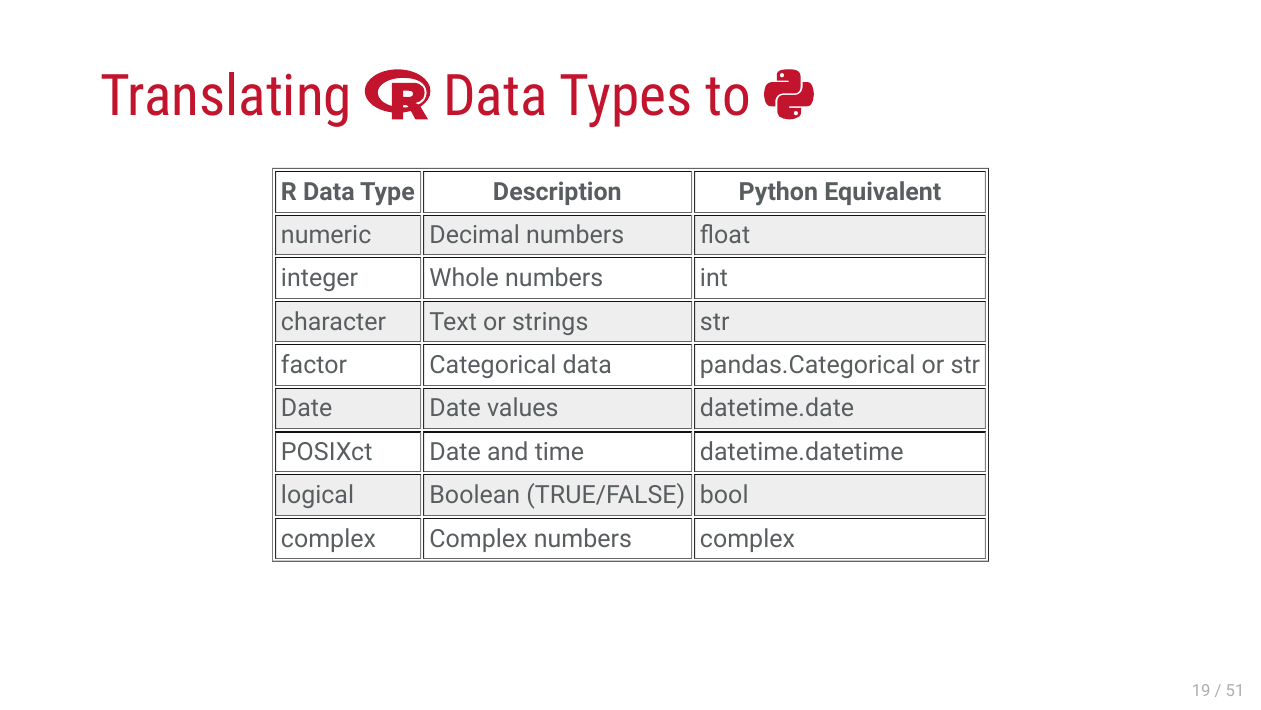 Translating R Data Types to
R Data Type Description Python Equivalent
numeric Decimal numbers float
integer Whole numbers int
character Text or strings str
factor Categorical data pandas.Categorical or str
Date Date values datetime.date
POSIXct Date and time datetime.datetime
logical Boolean (TRUE/FALSE) bool
complex Complex numbers complex
19 / 51